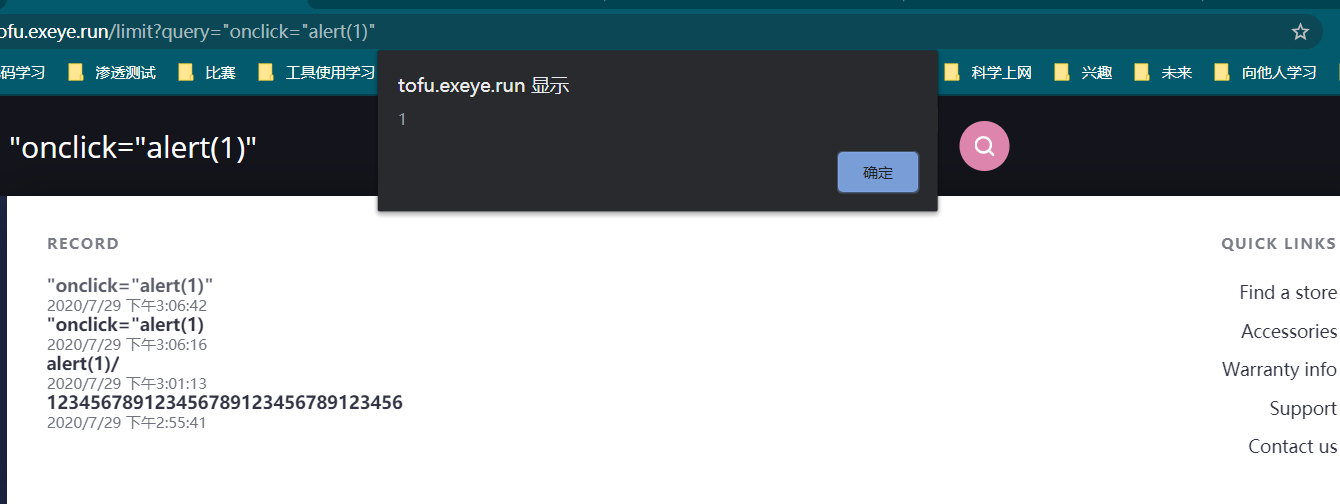 ofu.exeye.run/limit?query="onclick="alert(1)"
码学习 渗透测试 比赛 工具使用学习 科学上网 兴趣 未来 向他人学习
tofu.exeye.run 显示
1
确定
"onclick="alert(1)"
RECORD
"onclick="alert(1)"
2020/7/29 下午3:06:42
"onclick="alert(1)
2020/7/29 下午3:06:16
alert(1)/
2020/7/29 下午3:01:13
123456789123456789123456789123456
2020/7/29 下午2:55:41
QUICK LINKS
Find a store
Accessories
Warranty info
Support
Contact us